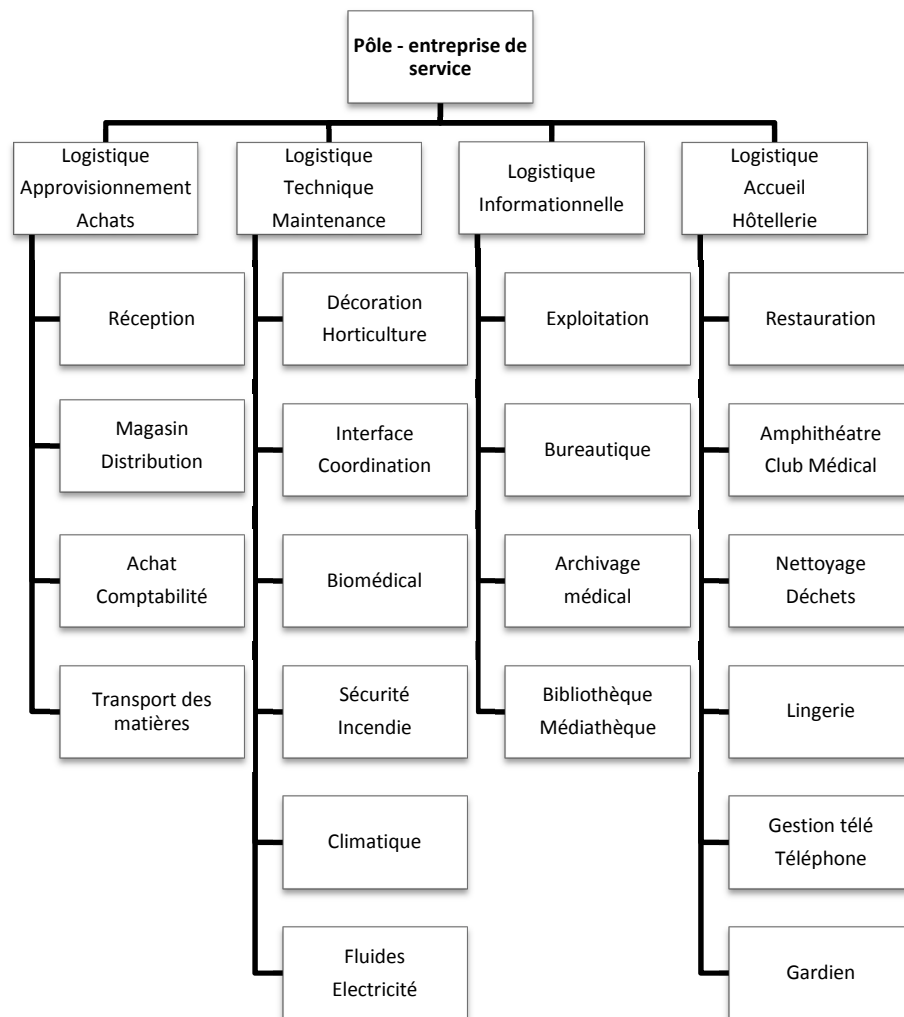 Pôle - entreprise de
service
Logistique
Approvisionnement
Achats
Réception
Magasin
Distribution
Achat
Comptabilité
Transport des
matières
Logistique
Technique
Maintenance
Décoration
Horticulture
Interface
Coordination
Biomédical
Sécurité
Incendie
Climatique
Fluides
Electricité
Logistique
Informationnelle
Exploitation
Bureautique
Archivage
médical
Bibliothèque
Médiathèque
Logistique
Accueil
Hôtellerie
Restauration
Amphithéatre
Club Médical
Nettoyage
Déchets
Lingerie
Gestion télé
Téléphone
Gardien